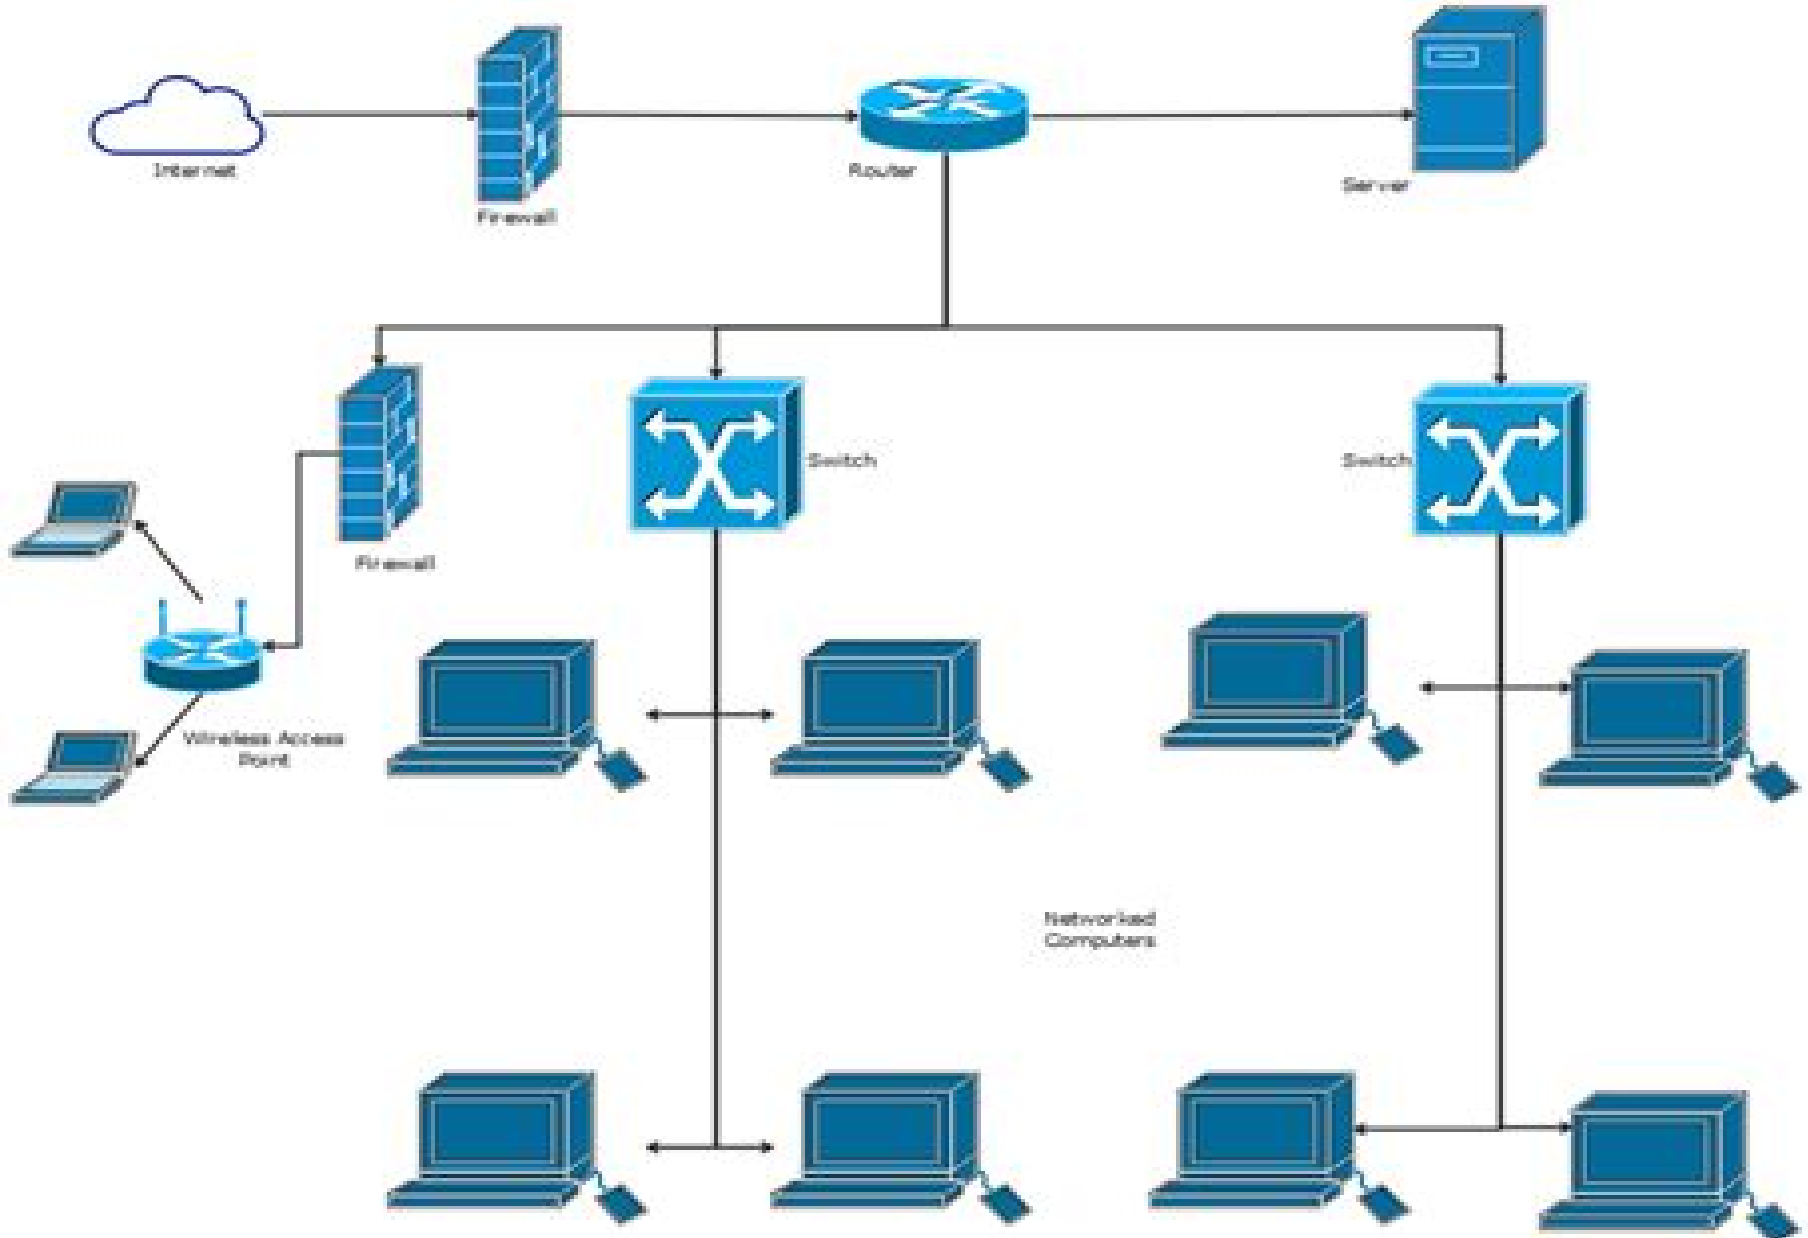 Internet
Firewall
Router
Server
Switch
Switch
Firewall
Wireless Access
Point
Networked
Computers